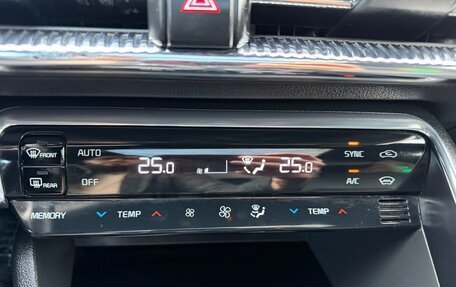 FRONT AUTO SYNC
25.0 25.0
REAR OFF A/C
MEMORY TEMP TEMP